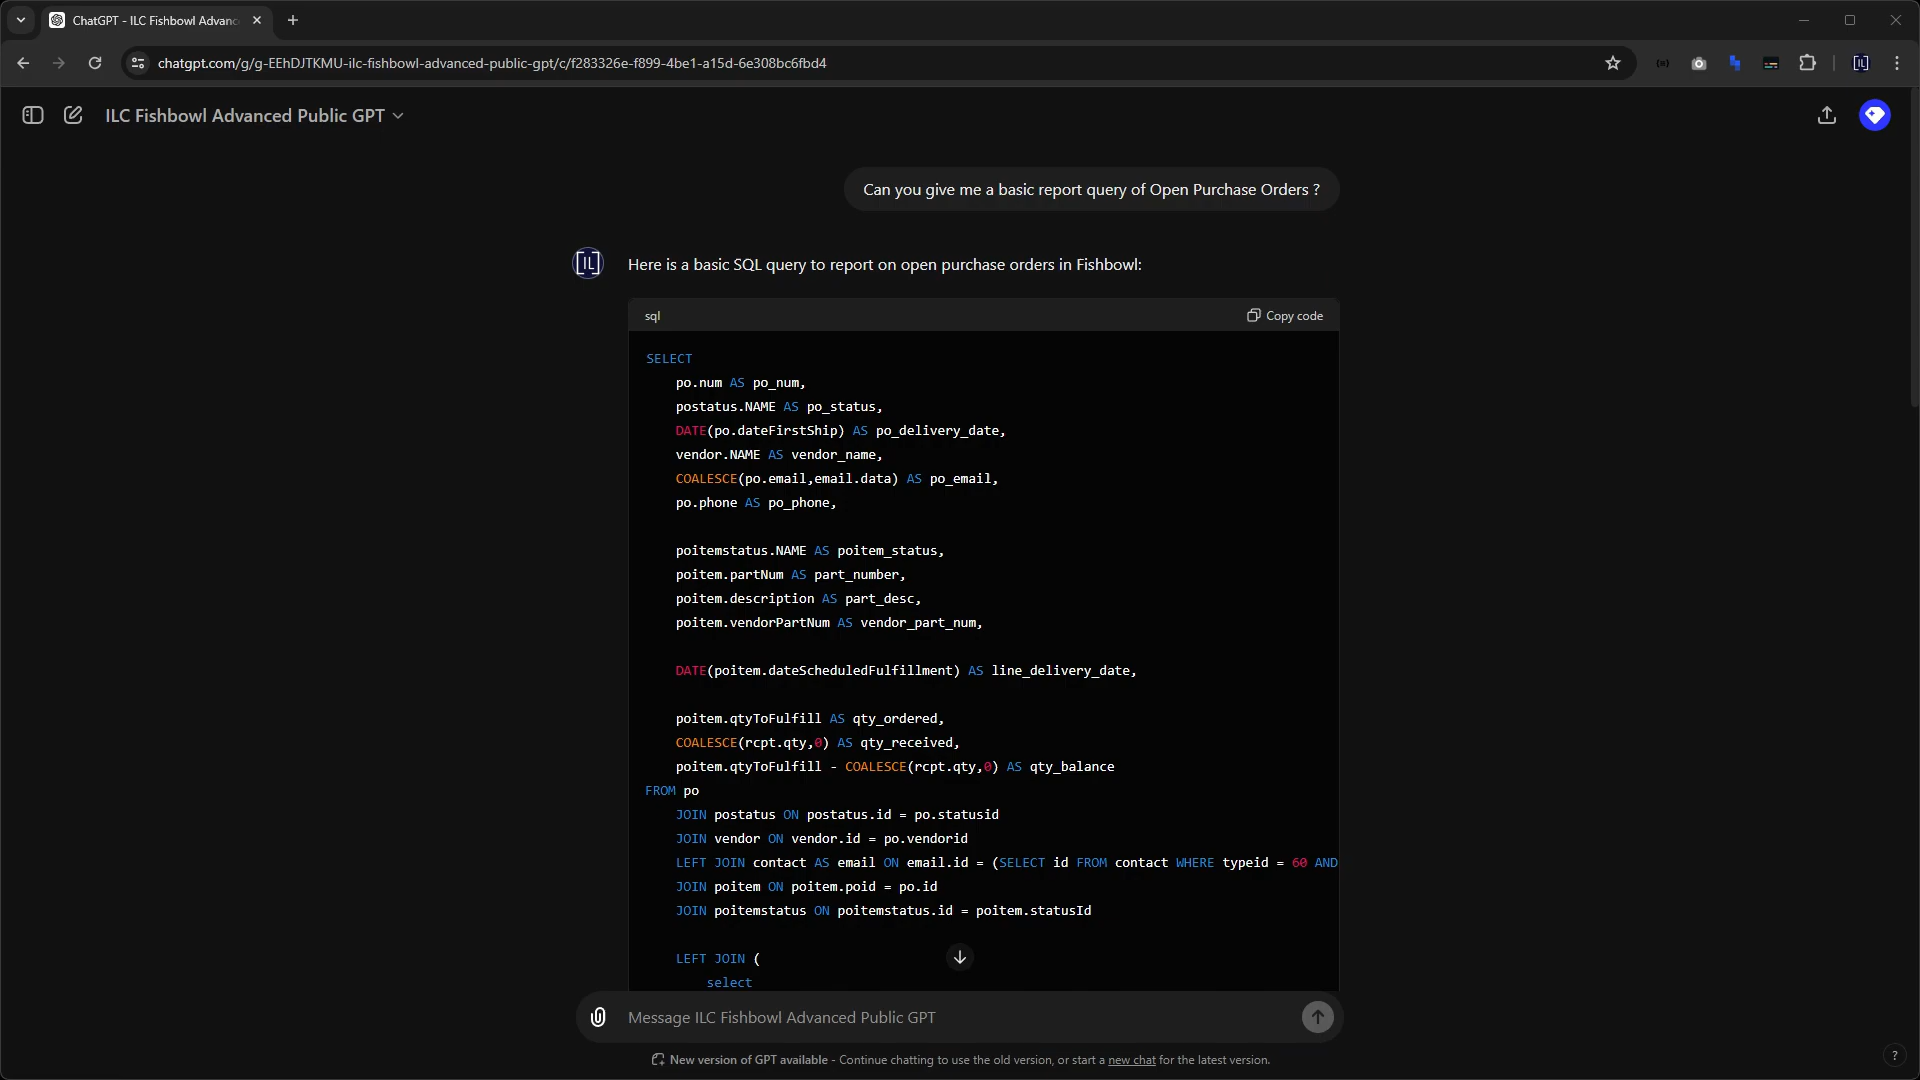 ChatGPT - ILC Fishbowl Advanc
chatgpt.com/g/g-EEhDJTKMU-ilc-fishbowl-advanced-public-gpt/c/f283326e-f899-4be1-a15d-6e308bc6fbd4
[IL]
ILC Fishbowl Advanced Public GPT
Can you give me a basic report query of Open Purchase Orders ?
[IL]
Here is a basic SQL query to report on open purchase orders in Fishbowl:
sql
Copy code
SELECT
po.num AS po_num,
postatus.NAME AS po_status,
DATE(po.dateFirstShip) AS po_delivery_date,
vendor.NAME AS vendor_name,
COALESCE(po.email,email.data) AS po_email,
po.phone AS po_phone,
poitemstatus.NAME AS poitem_status,
poitem.partNum AS part_number,
poitem.description AS part_desc,
poitem.vendorPartNum AS vendor_part_num,
DATE(poitem.dateScheduledFulfillment) AS line_delivery_date,
poitem.qtyToFulfill AS qty_ordered,
COALESCE(rcpt.qty,0) AS qty_received,
poitem.qtyToFulfill - COALESCE(rcpt.qty,0) AS qty_balance
FROM po
JOIN postatus ON postatus.id = po.statusid
JOIN vendor ON vendor.id = po.vendorid
LEFT JOIN contact AS email ON email.id = (SELECT id FROM contact WHERE typeid = 60 AND
JOIN poitem ON poitem.poid = po.id
JOIN poitemstatus ON poitemstatus.id = poitem.statusId
LEFT JOIN (
select
Message ILC Fishbowl Advanced Public GPT
New version of GPT available - Continue chatting to use the old version, or start a new chat for the latest version.
?